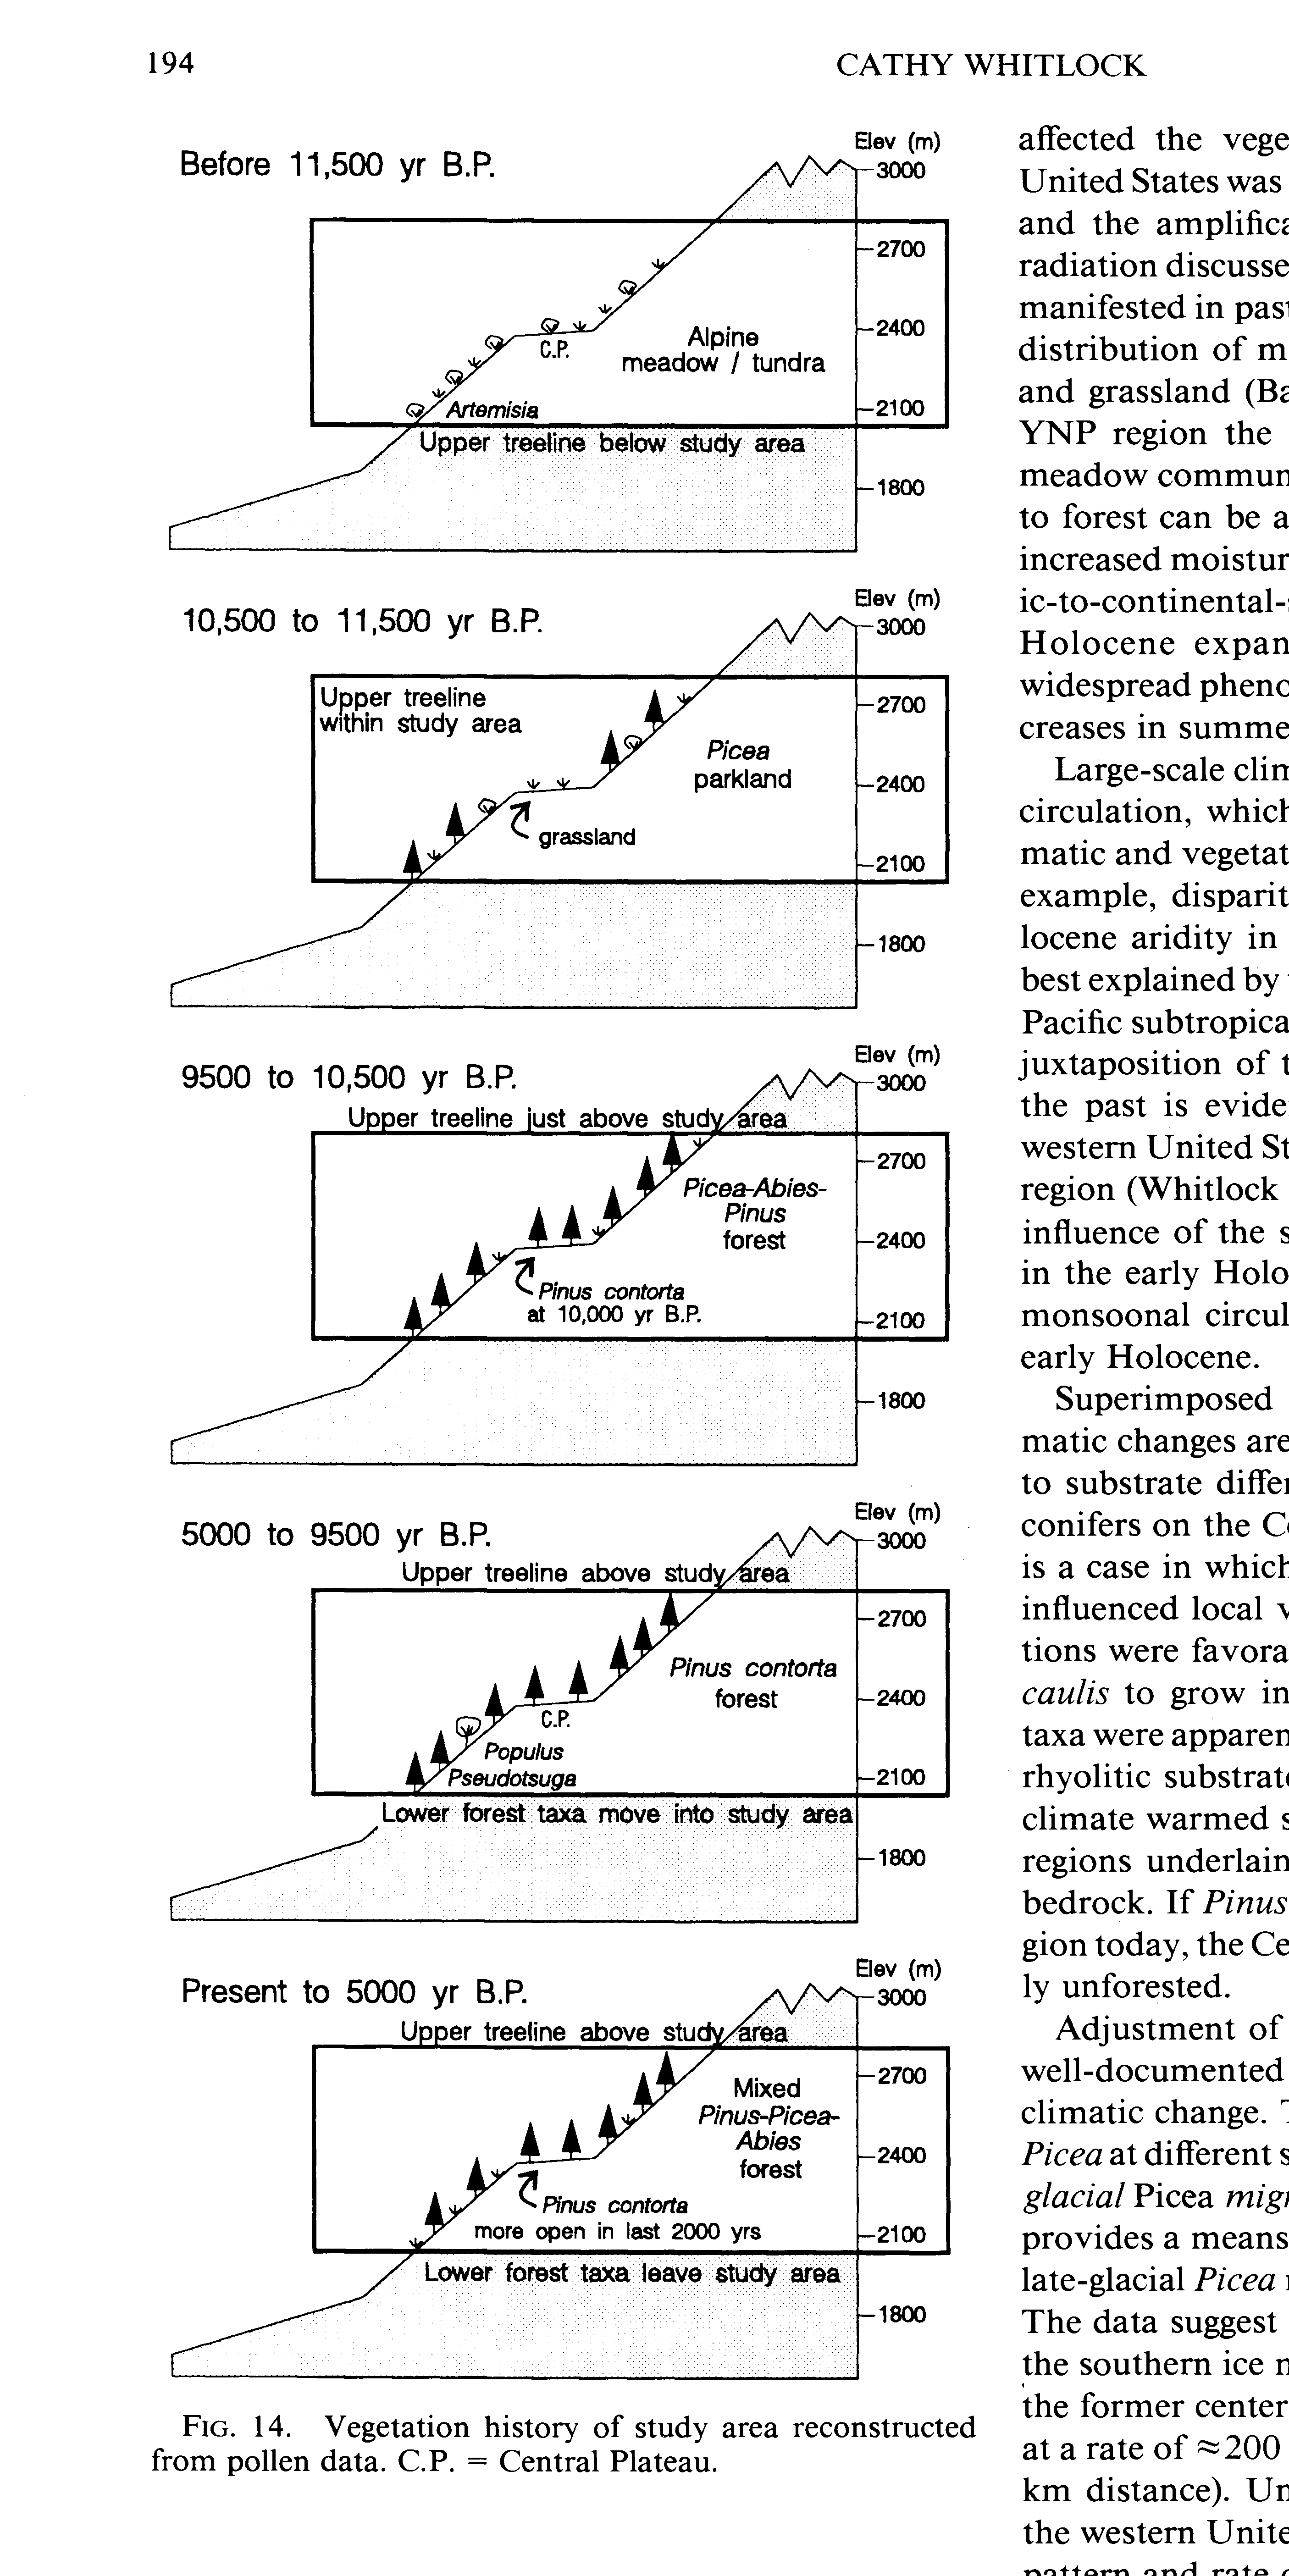 194
CATHY WHITLOCK
Before 11,500 yr B.P.
Elev (m)
3000
2700
2400
2100
1800
C.P.
Alpine
meadow / tundra
Artemisia
Upper treeline below study area
10,500 to 11,500 yr B.P.
Elev (m)
3000
2700
2400
2100
1800
Upper treeline
within study area
Picea
parkland
grassland
9500 to 10,500 yr B.P.
Elev (m)
3000
2700
2400
2100
1800
Upper treeline just above study area
Picea-Abies-
Pinus
forest
Pinus contorta
at 10,000 yr B.P.
5000 to 9500 yr B.P.
Elev (m)
3000
2700
2400
2100
1800
Upper treeline above study area
Pinus contorta
forest
C.P.
Populus
Pseudotsuga
Lower forest taxa move into study area
Present to 5000 yr B.P.
Elev (m)
3000
2700
2400
2100
1800
Upper treeline above study area
Mixed
Pinus-Picea-
Abies
forest
Pinus contorta
more open in last 2000 yrs
Lower forest taxa leave study area
FIG. 14. Vegetation history of study area reconstructed
from pollen data. C.P. = Central Plateau.
affected the vege
United States was
and the amplifica
radiation discusse
manifested in past
distribution of m
and grassland (Ba
YNP region the
meadow commun
to forest can be a
increased moistur
ic-to-continental-
Holocene expan
widespread pheno
creases in summe
Large-scale clim
circulation, which
matic and vegetat
example, disparit
locene aridity in
best explained by
Pacific subtropica
juxtaposition of t
the past is evide
western United St
region (Whitlock
influence of the s
in the early Holo
monsoonal circul
early Holocene.
Superimposed
matic changes are
to substrate differ
conifers on the Ce
is a case in which
influenced local v
tions were favora
caulis to grow in
taxa were apparen
rhyolitic substrate
climate warmed s
regions underlain
bedrock. If Pinus
gion today, the Ce
ly unforested.
Adjustment of
well-documented
climatic change. T
Picea at different s
glacial Picea migr
provides a means
late-glacial Picea
The data suggest
the southern ice m
the former center
at a rate of ≈200
km distance). Un
the western Unite
pattern and rate